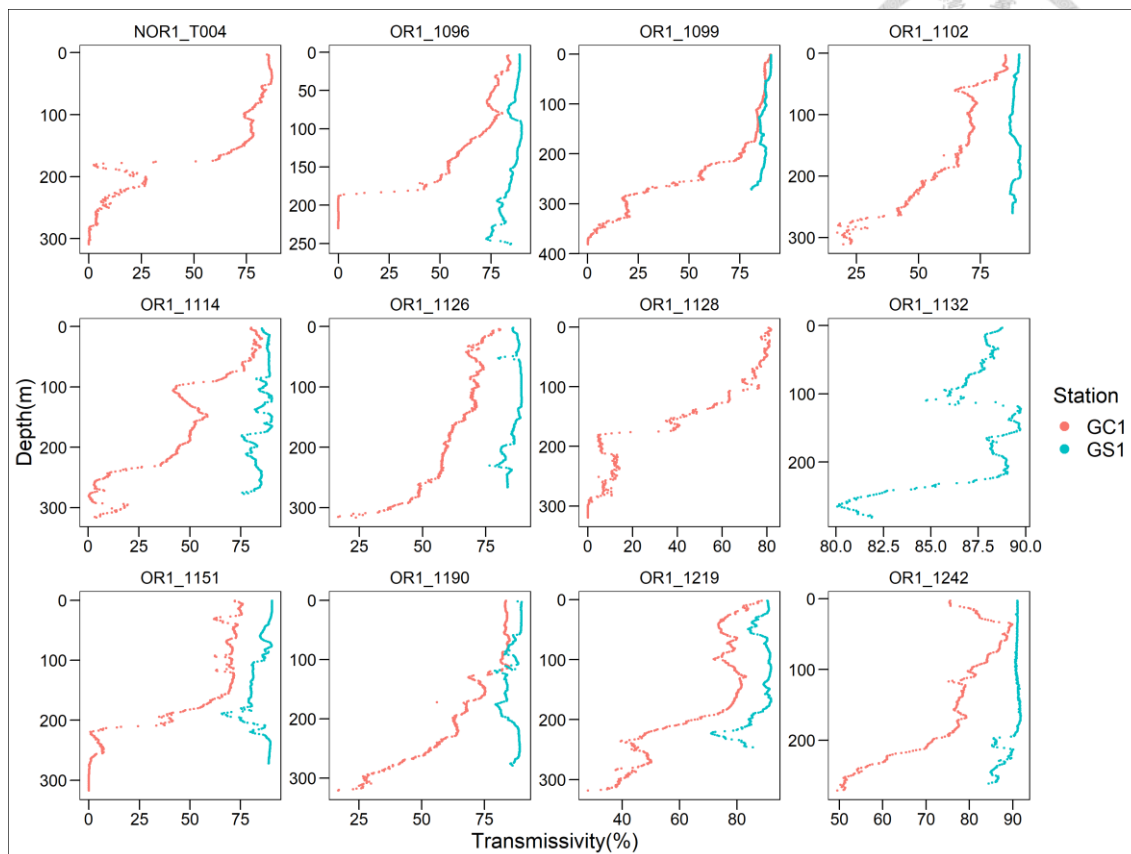 NOR1_T004 OR1_1096 OR1_1099 OR1_1102
0 0 0 0
100 50 100 100
200 100 200 200
300 150 300 300
200 400
250
0 25 50 75 0 25 50 75 0 25 50 75 25 50 75
OR1_1114 OR1_1126 OR1_1128 OR1_1132
0 0 0 0
100 100 100 100
200 200 200 200
300 300 300
0 25 50 75 25 50 75 0 20 40 60 80 80.0 82.5 85.0 87.5 90.0
OR1_1151 OR1_1190 OR1_1219 OR1_1242
0 0 0 0
100 100 100 100
200 200 200 200
300 300 300
0 25 50 75 25 50 75 40 60 80 50 60 70 80 90
Depth(m)
Transmissivity(%)
Station
GC1
GS1